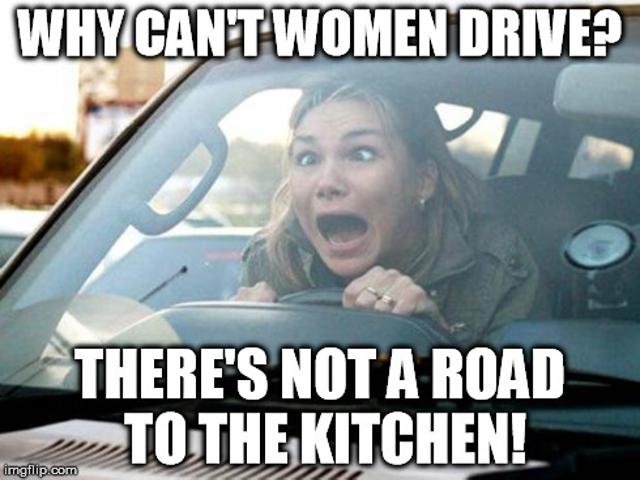 WHY CAN'T WOMEN DRIVE?
THERE'S NOT A ROAD
TO THE KITCHEN!
imgflip.com